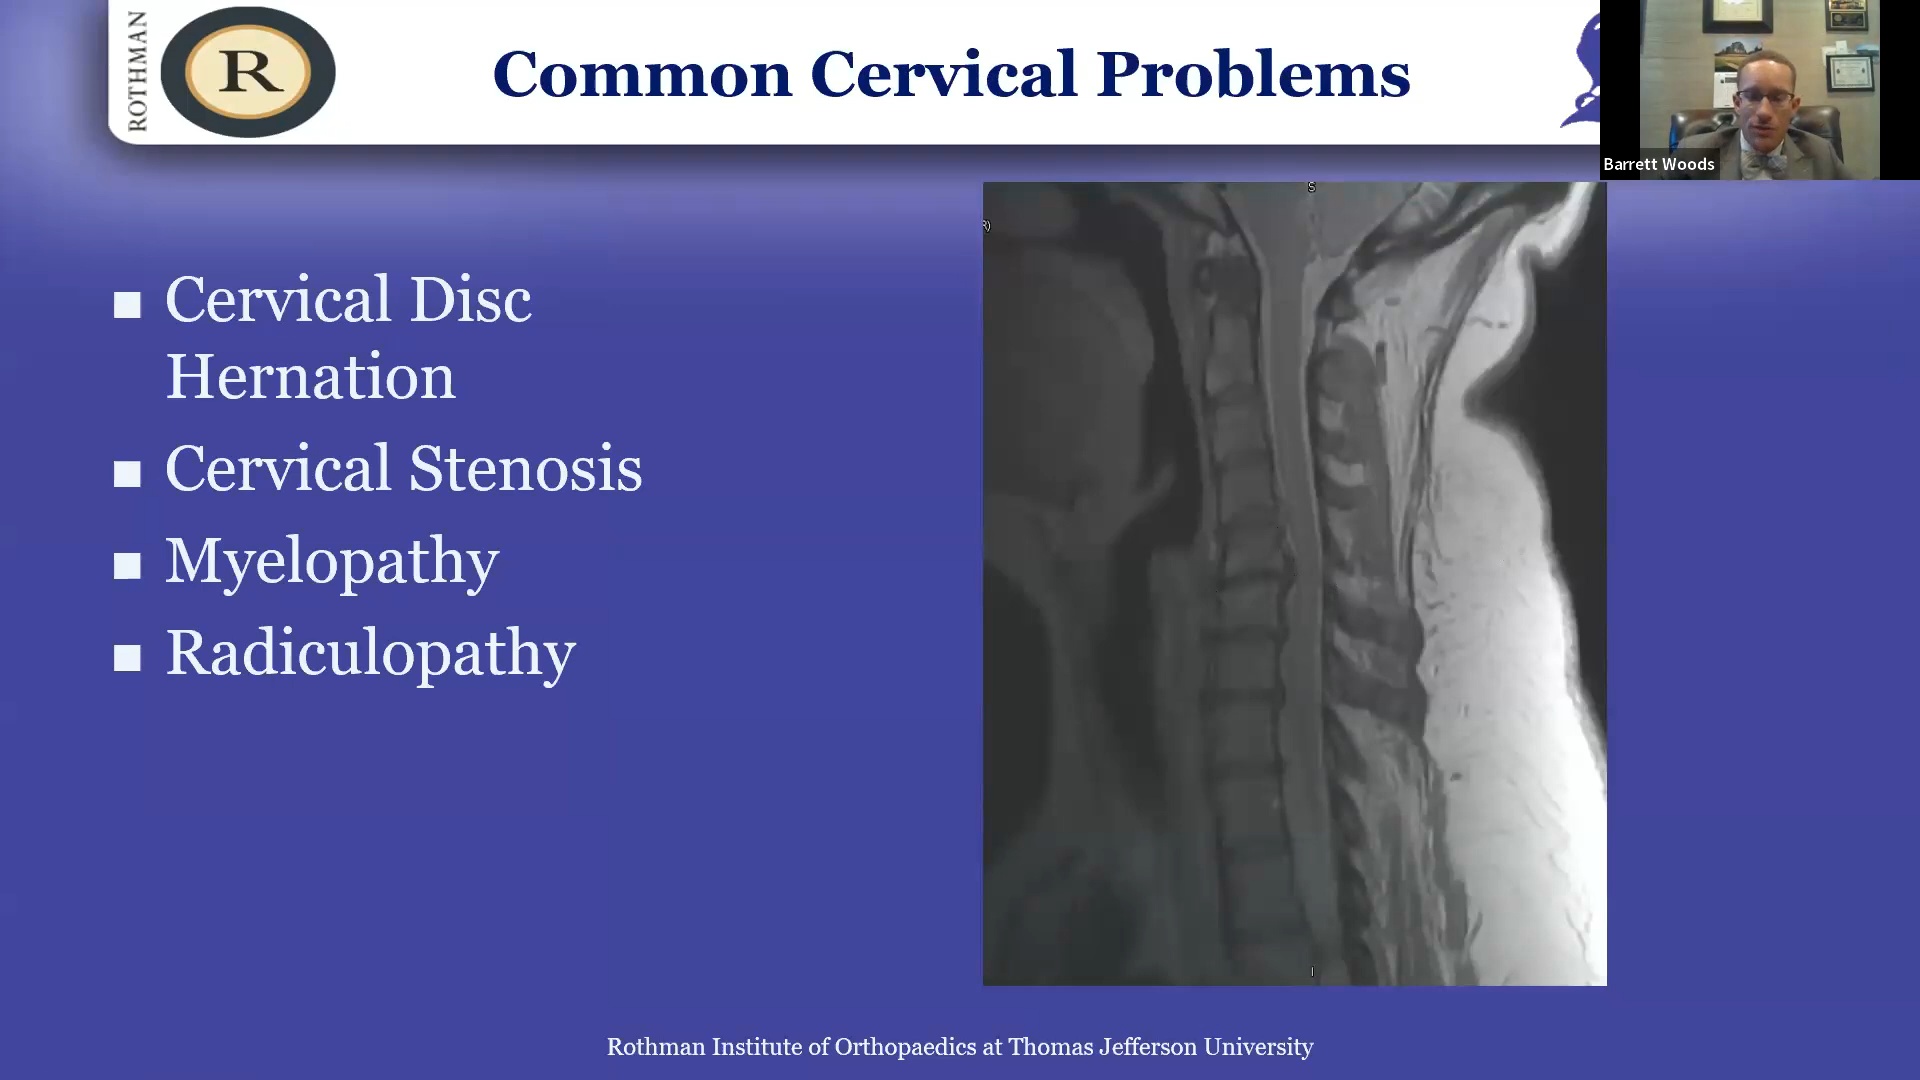 ROTHMAN
R
Common Cervical Problems
Barrett Woods
S
R)
■ Cervical Disc
Hernation
■ Cervical Stenosis
■ Myelopathy
■ Radiculopathy
I
Rothman Institute of Orthopaedics at Thomas Jefferson University